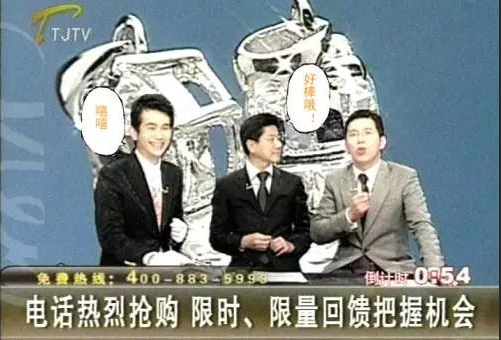 TJTV
嘻嘻
好棒哦！
免费热线：400-883-5993
倒计时 0:54
电话热烈抢购 限时、限量回馈把握机会